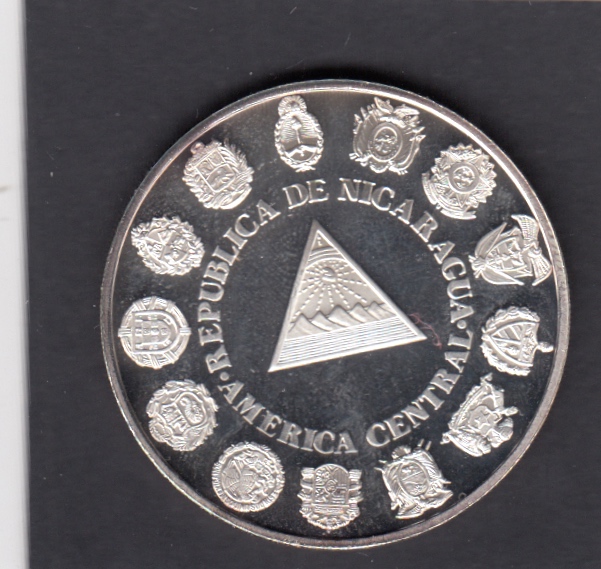 REPUBLICA DE NICARAGUA
· AMERICA CENTRAL ·